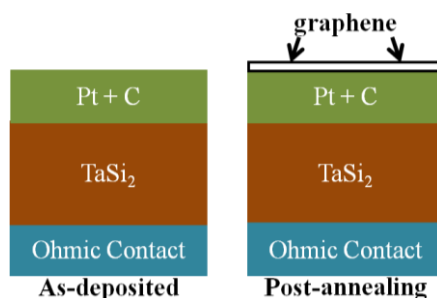 graphene
Pt + C
Pt + C
TaSi₂
TaSi₂
Ohmic Contact
Ohmic Contact
As-deposited
Post-annealing